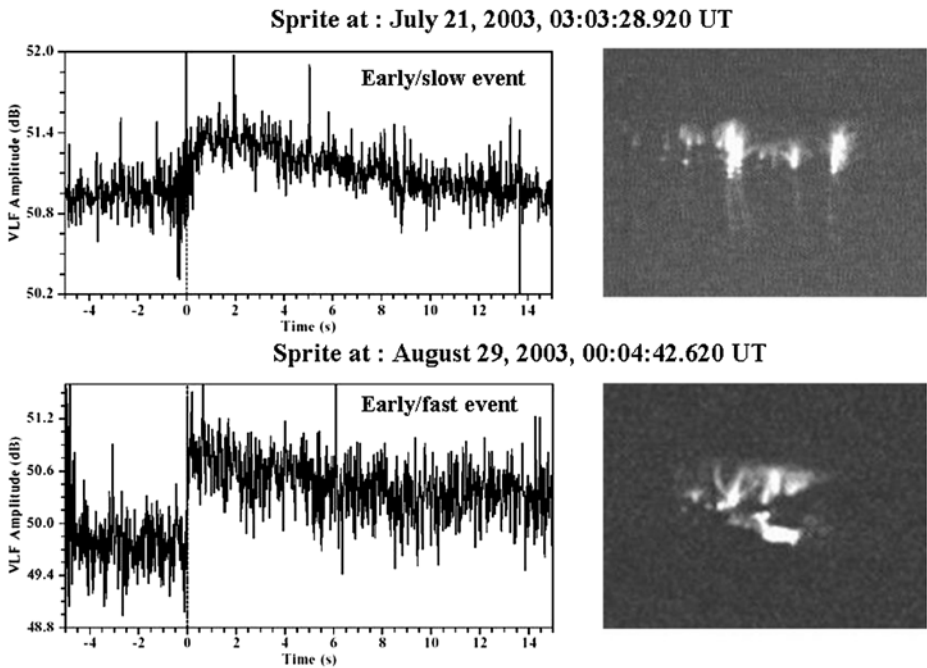 Sprite at : July 21, 2003, 03:03:28.920 UT
52.0
Early/slow event
51.4
VLF Amplitude (dB)
50.8
50.2
-4 -2 0 2 4 6 8 10 12 14
Time (s)
Sprite at : August 29, 2003, 00:04:42.620 UT
Early/fast event
51.2
50.6
VLF Amplitude (dB)
50.0
49.4
48.8
-4 -2 0 2 4 6 8 10 12 14
Time (s)